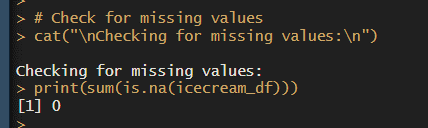 >
> # Check for missing values
> cat("\nChecking for missing values:\n")
Checking for missing values:
> print(sum(is.na(icecream_df)))
[1] 0
>